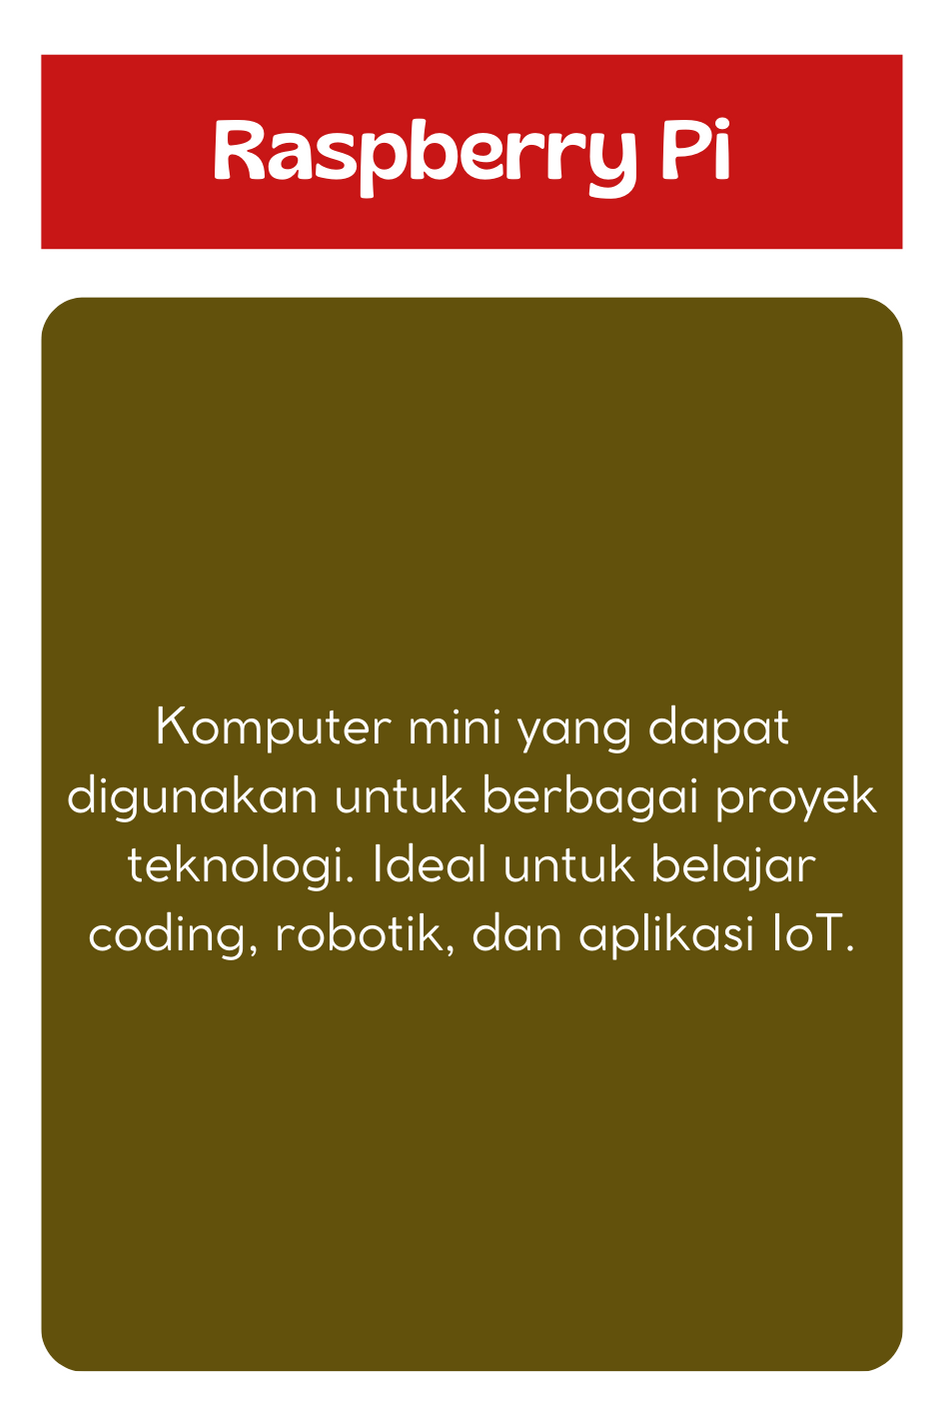 Raspberry Pi
Komputer mini yang dapat
digunakan untuk berbagai proyek
teknologi. Ideal untuk belajar
coding, robotik, dan aplikasi IoT.